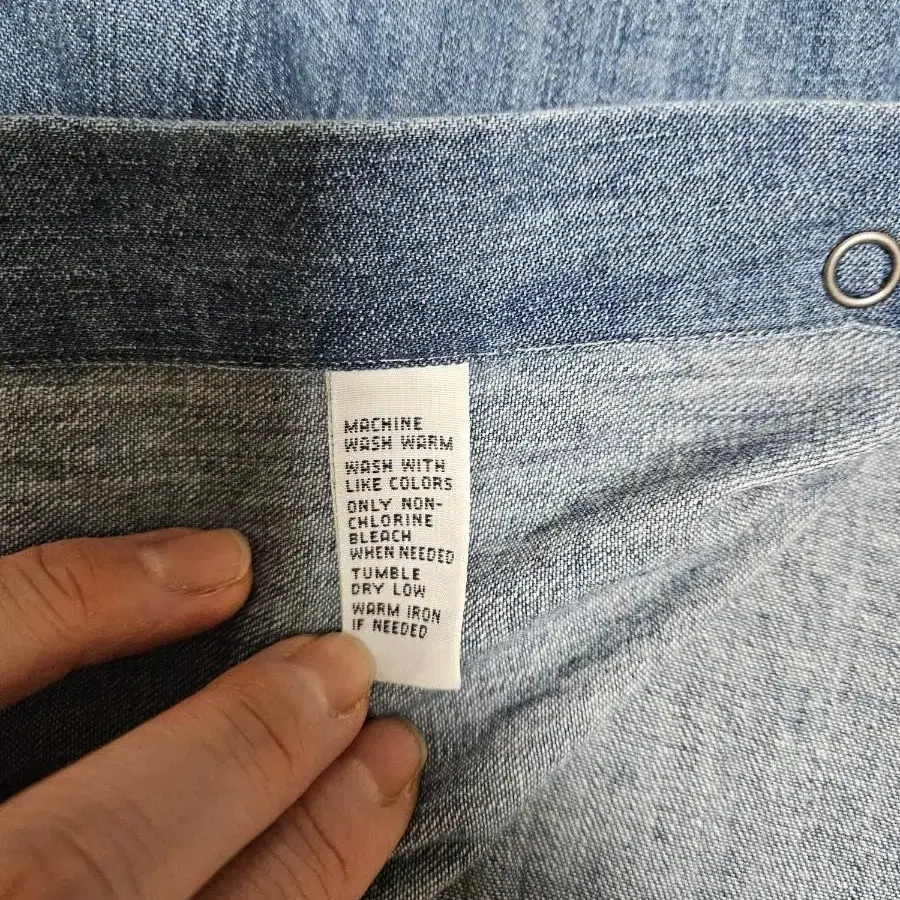 MACHINE
WASH WARM
WASH WITH
LIKE COLORS
ONLY NON-
CHLORINE
BLEACH
WHEN NEEDED
TUMBLE
DRY LOW
WARM IRON
IF NEEDED